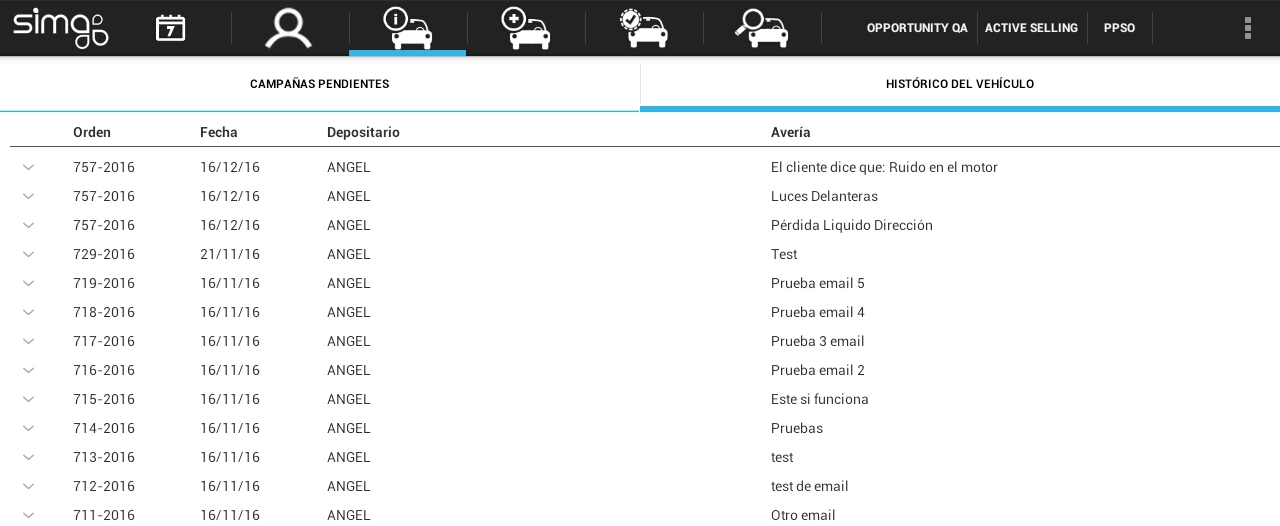 simgo 7 OPPORTUNITY QA ACTIVE SELLING PPSO
CAMPAÑAS PENDIENTES HISTÓRICO DEL VEHÍCULO
Orden Fecha Depositario Avería
757-2016 16/12/16 ANGEL El cliente dice que: Ruido en el motor
757-2016 16/12/16 ANGEL Luces Delanteras
757-2016 16/12/16 ANGEL Pérdida Liquido Dirección
729-2016 21/11/16 ANGEL Test
719-2016 16/11/16 ANGEL Prueba email 5
718-2016 16/11/16 ANGEL Prueba email 4
717-2016 16/11/16 ANGEL Prueba 3 email
716-2016 16/11/16 ANGEL Prueba email 2
715-2016 16/11/16 ANGEL Este si funciona
714-2016 16/11/16 ANGEL Pruebas
713-2016 16/11/16 ANGEL test
712-2016 16/11/16 ANGEL test de email
711-2016 16/11/16 ANGEL Otro email